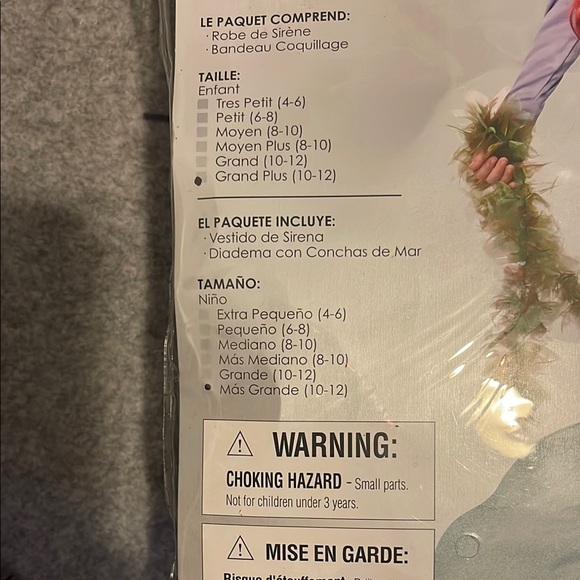 LE PAQUET COMPREND:
· Robe de Sirène
· Bandeau Coquillage
TAILLE:
Enfant
Tres Petit (4-6)
Petit (6-8)
Moyen (8-10)
Moyen Plus (8-10)
Grand (10-12)
Grand Plus (10-12)
EL PAQUETE INCLUYE:
· Vestido de Sirena
· Diadema con Conchas de Mar
TAMAÑO:
Niño
Extra Pequeño (4-6)
Pequeño (6-8)
Mediano (8-10)
Más Mediano (8-10)
Grande (10-12)
Más Grande (10-12)
WARNING:
CHOKING HAZARD - Small parts.
Not for children under 3 years.
MISE EN GARDE:
Risque d'étouffement